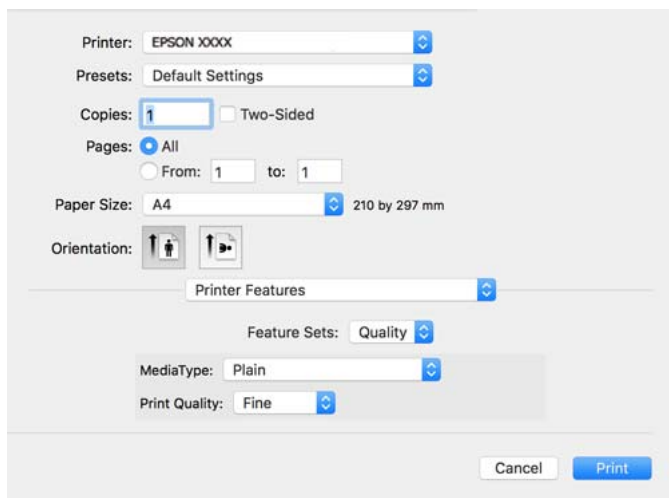 Printer: EPSON XXXX
Presets: Default Settings
Copies: 1 Two-Sided
Pages: All
From: 1 to: 1
Paper Size: A4 210 by 297 mm
Orientation:
Printer Features
Feature Sets: Quality
MediaType: Plain
Print Quality: Fine
Cancel Print